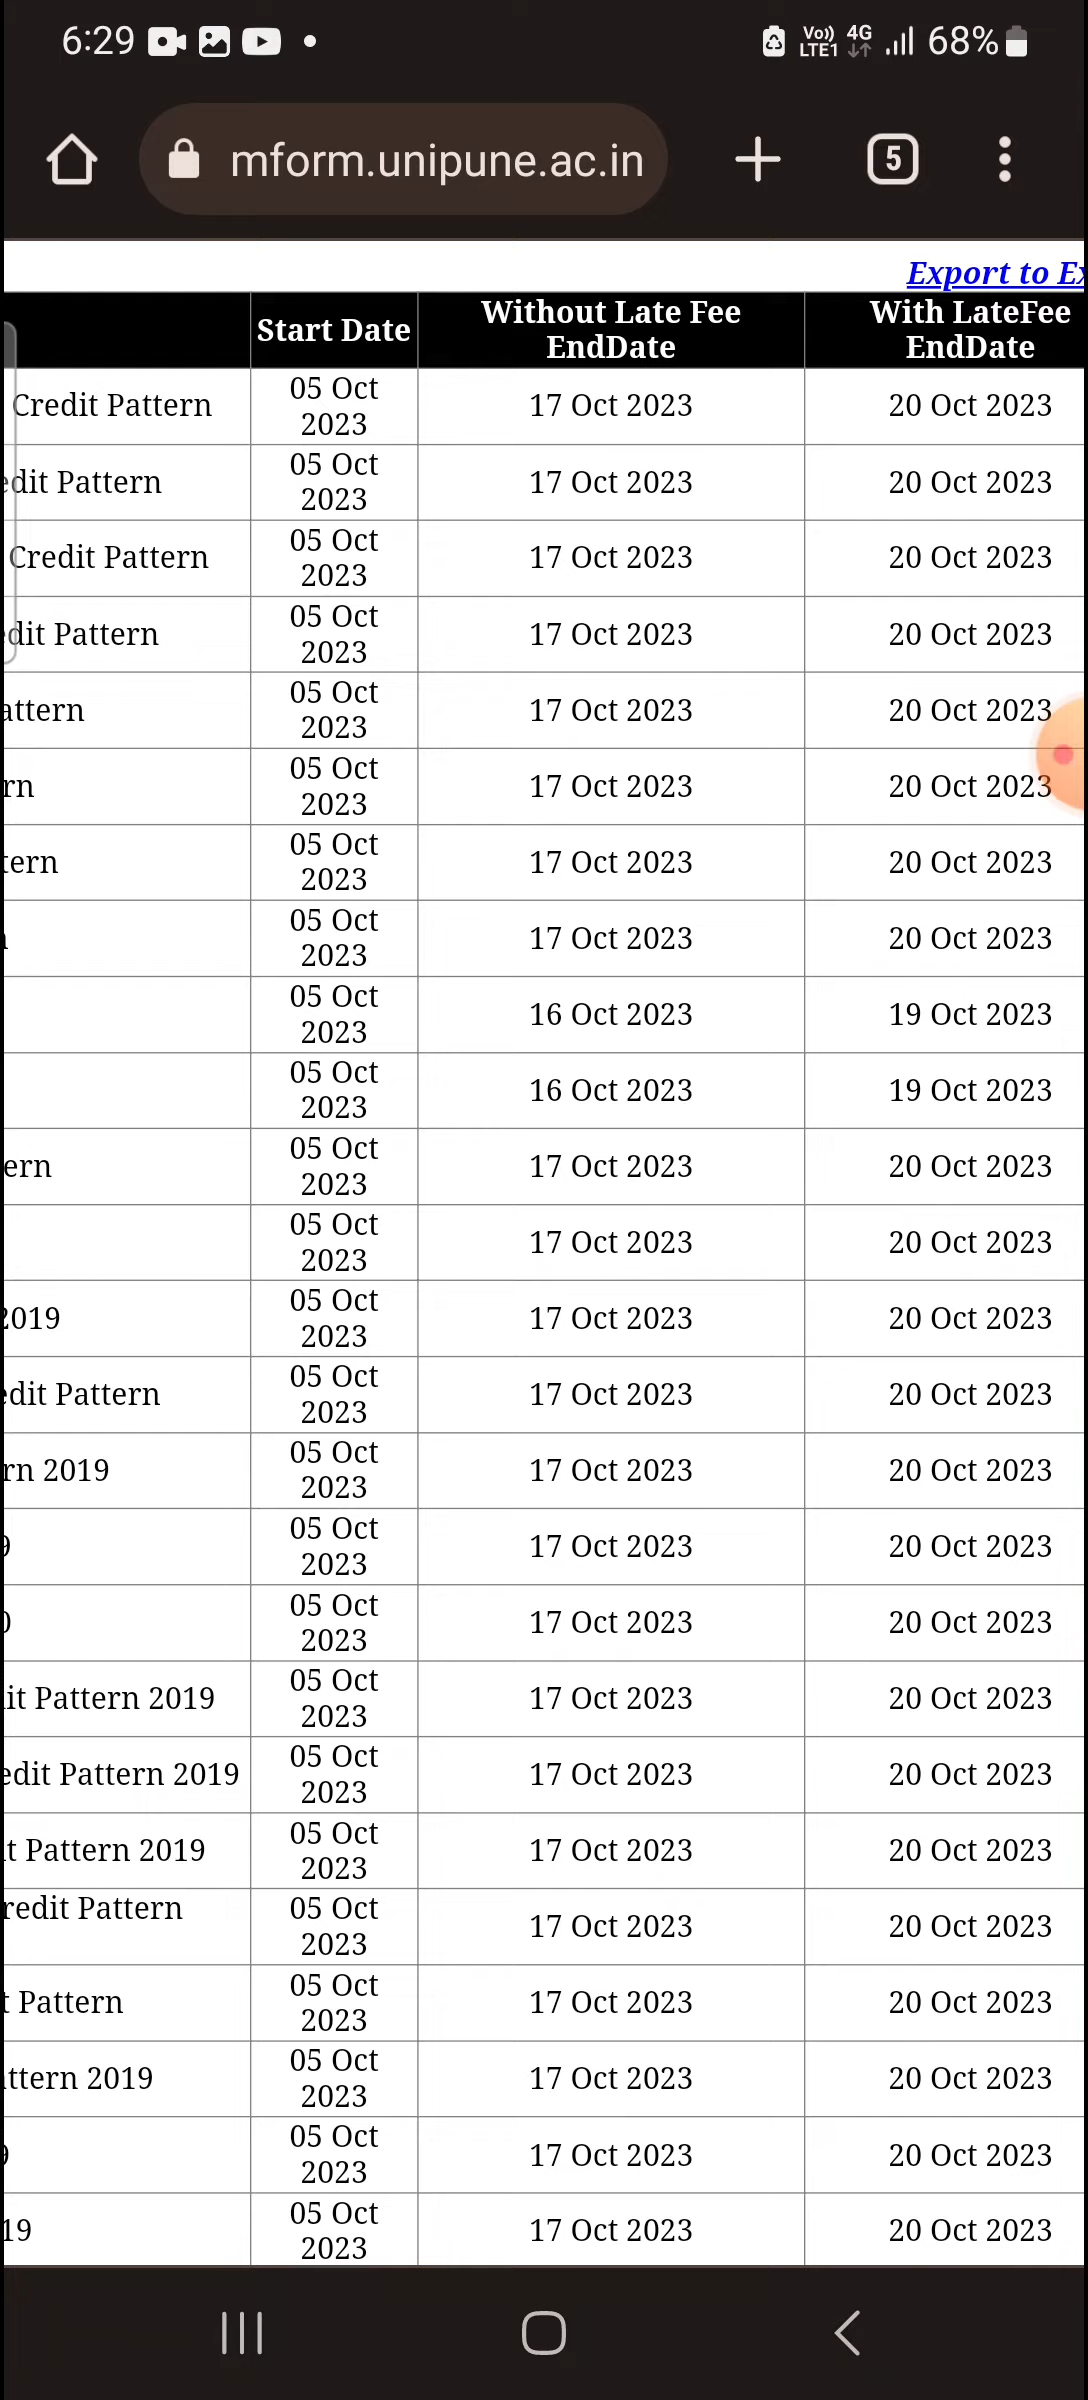 6:29
Vo))
LTE1
4G
68%
mform.unipune.ac.in
5
Export to Ex
Start Date
Without Late Fee
EndDate
With LateFee
EndDate
Credit Pattern
05 Oct
2023
17 Oct 2023
20 Oct 2023
edit Pattern
05 Oct
2023
17 Oct 2023
20 Oct 2023
Credit Pattern
05 Oct
2023
17 Oct 2023
20 Oct 2023
edit Pattern
05 Oct
2023
17 Oct 2023
20 Oct 2023
attern
05 Oct
2023
17 Oct 2023
20 Oct 2023
rn
05 Oct
2023
17 Oct 2023
20 Oct 2023
tern
05 Oct
2023
17 Oct 2023
20 Oct 2023
05 Oct
2023
17 Oct 2023
20 Oct 2023
05 Oct
2023
16 Oct 2023
19 Oct 2023
05 Oct
2023
16 Oct 2023
19 Oct 2023
ern
05 Oct
2023
17 Oct 2023
20 Oct 2023
05 Oct
2023
17 Oct 2023
20 Oct 2023
2019
05 Oct
2023
17 Oct 2023
20 Oct 2023
edit Pattern
05 Oct
2023
17 Oct 2023
20 Oct 2023
rn 2019
05 Oct
2023
17 Oct 2023
20 Oct 2023
9
05 Oct
2023
17 Oct 2023
20 Oct 2023
0
05 Oct
2023
17 Oct 2023
20 Oct 2023
it Pattern 2019
05 Oct
2023
17 Oct 2023
20 Oct 2023
edit Pattern 2019
05 Oct
2023
17 Oct 2023
20 Oct 2023
it Pattern 2019
05 Oct
2023
17 Oct 2023
20 Oct 2023
redit Pattern
05 Oct
2023
17 Oct 2023
20 Oct 2023
t Pattern
05 Oct
2023
17 Oct 2023
20 Oct 2023
attern 2019
05 Oct
2023
17 Oct 2023
20 Oct 2023
9
05 Oct
2023
17 Oct 2023
20 Oct 2023
19
05 Oct
2023
17 Oct 2023
20 Oct 2023